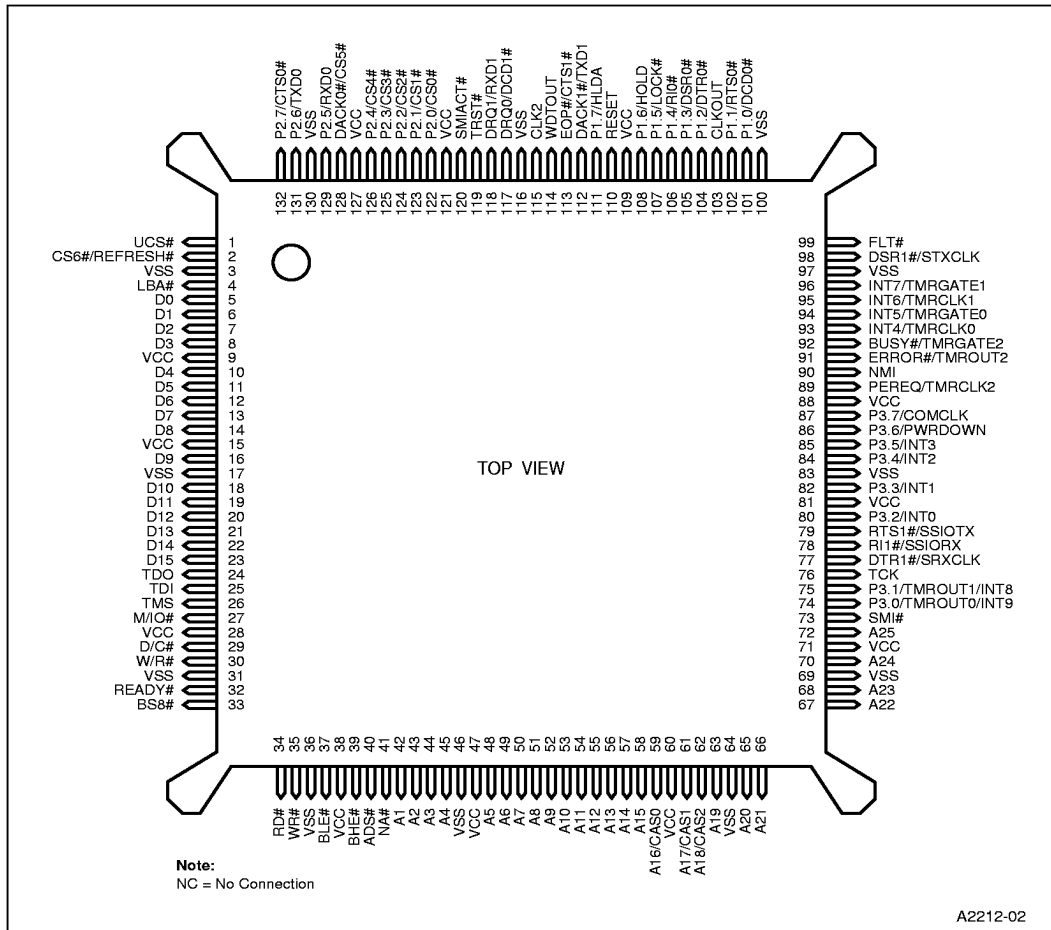 P2.7/CTS0#
P2.6/TXD0
VSS
P2.5/RXD0
DACK0#/CS5#
VCC
P2.4/CS4#
P2.3/CS3#
P2.2/CS2#
P2.1/CS1#
P2.0/CS0#
VCC
SMIACT#
TRST#
DRQ1/RXD1
DRQ0/DCD1#
VSS
CLK2
WDTOUT
EOP#/CTS1#
DACK1#/TXD1
P1.7/HLDA
RESET
VCC
P1.6/HOLD
P1.5/LOCK#
P1.4/RI0#
P1.3/DSR0#
P1.2/DTR0#
CLKOUT
P1.1/RTS0#
P1.0/DCD0#
VSS
132 131 130 129 128 127 126 125 124 123 122 121 120 119 118 117 116 115 114 113 112 111 110 109 108 107 106 105 104 103 102 101 100
UCS# 1
CS6#/REFRESH# 2
VSS 3
LBA# 4
D0 5
D1 6
D2 7
D3 8
VCC 9
D4 10
D5 11
D6 12
D7 13
D8 14
VCC 15
D9 16
VSS 17
D10 18
D11 19
D12 20
D13 21
D14 22
D15 23
TDO 24
TDI 25
TMS 26
M/IO# 27
VCC 28
D/C# 29
W/R# 30
VSS 31
READY# 32
BS8# 33
TOP VIEW
99 FLT#
98 DSR1#/STXCLK
97 VSS
96 INT7/TMRGATE1
95 INT6/TMRCLK1
94 INT5/TMRGATE0
93 INT4/TMRCLK0
92 BUSY#/TMRGATE2
91 ERROR#/TMROUT2
90 NMI
89 PEREQ/TMRCLK2
88 VCC
87 P3.7/COMCLK
86 P3.6/PWRDOWN
85 P3.5/INT3
84 P3.4/INT2
83 VSS
82 P3.3/INT1
81 VCC
80 P3.2/INT0
79 RTS1#/SSIOTX
78 RI1#/SSIORX
77 DTR1#/SRXCLK
76 TCK
75 P3.1/TMROUT1/INT8
74 P3.0/TMROUT0/INT9
73 SMI#
72 A25
71 VCC
70 A24
69 VSS
68 A23
67 A22
34 35 36 37 38 39 40 41 42 43 44 45 46 47 48 49 50 51 52 53 54 55 56 57 58 59 60 61 62 63 64 65 66
RD#
WR#
VSS
BLE#
VCC
BHE#
ADS#
NA#
A1
A2
A3
A4
VSS
VCC
A5
A6
A7
A8
A9
A10
A11
A12
A13
A14
A15
A16/CAS0
VCC
A17/CAS1
A18/CAS2
A19
VSS
A20
A21
Note:
NC = No Connection
A2212-02